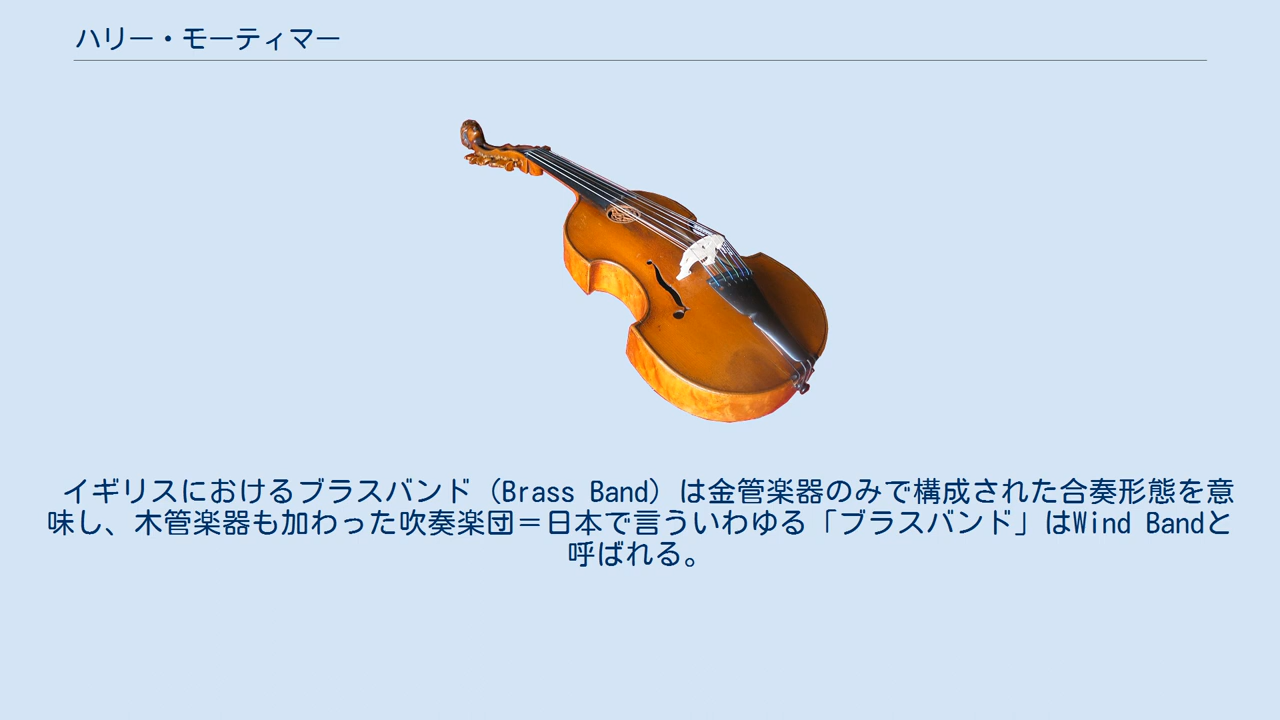 ハリー・モーティマー
イギリスにおけるブラスバンド（Brass Band）は金管楽器のみで構成された合奏形態を意
味し、木管楽器も加わった吹奏楽団＝日本で言ういわゆる「ブラスバンド」はWind Bandと
呼ばれる。